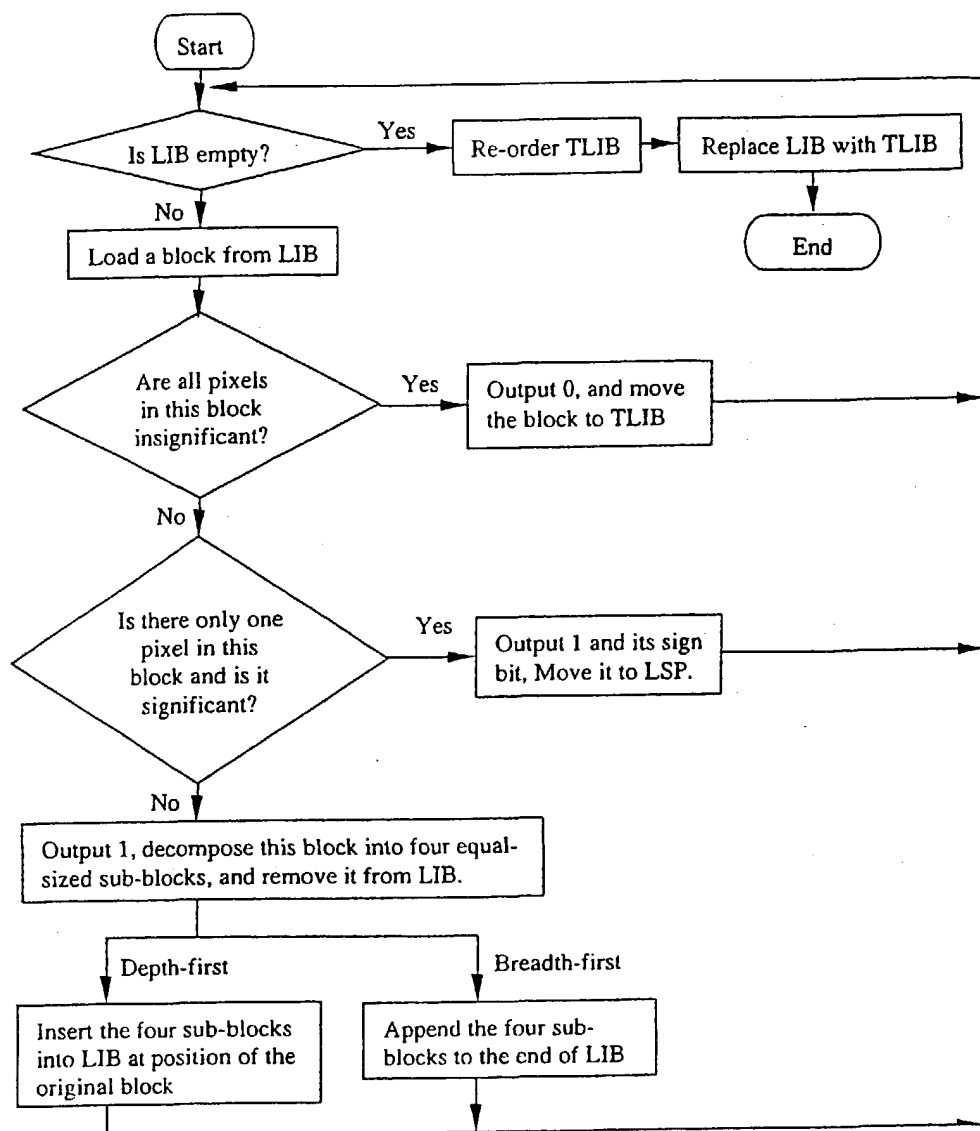 Start
Is LIB empty?
Yes
Re-order TLIB
Replace LIB with TLIB
End
No
Load a block from LIB
Are all pixels
in this block
insignificant?
Yes
Output 0, and move
the block to TLIB
No
Is there only one
pixel in this
block and is it
significant?
Yes
Output 1 and its sign
bit, Move it to LSP.
No
Output 1, decompose this block into four equal-
sized sub-blocks, and remove it from LIB.
Depth-first
Breadth-first
Insert the four sub-blocks
into LIB at position of the
original block
Append the four sub-
blocks to the end of LIB